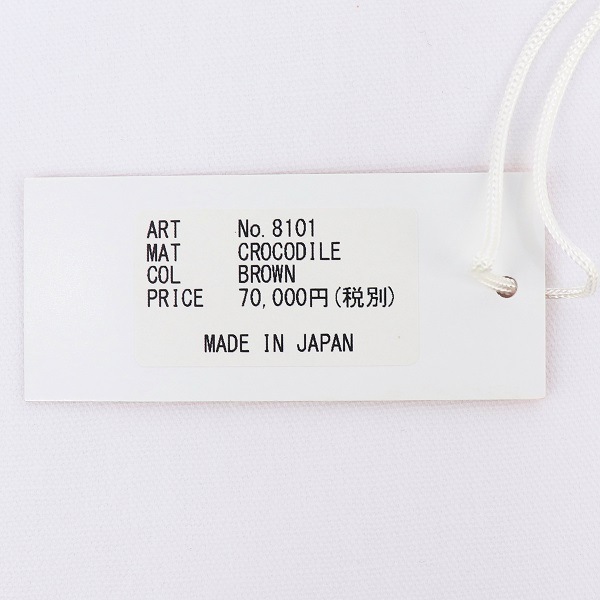 ART No. 8101
MAT CROCODILE
COL BROWN
PRICE 70,000円(税別)
MADE IN JAPAN